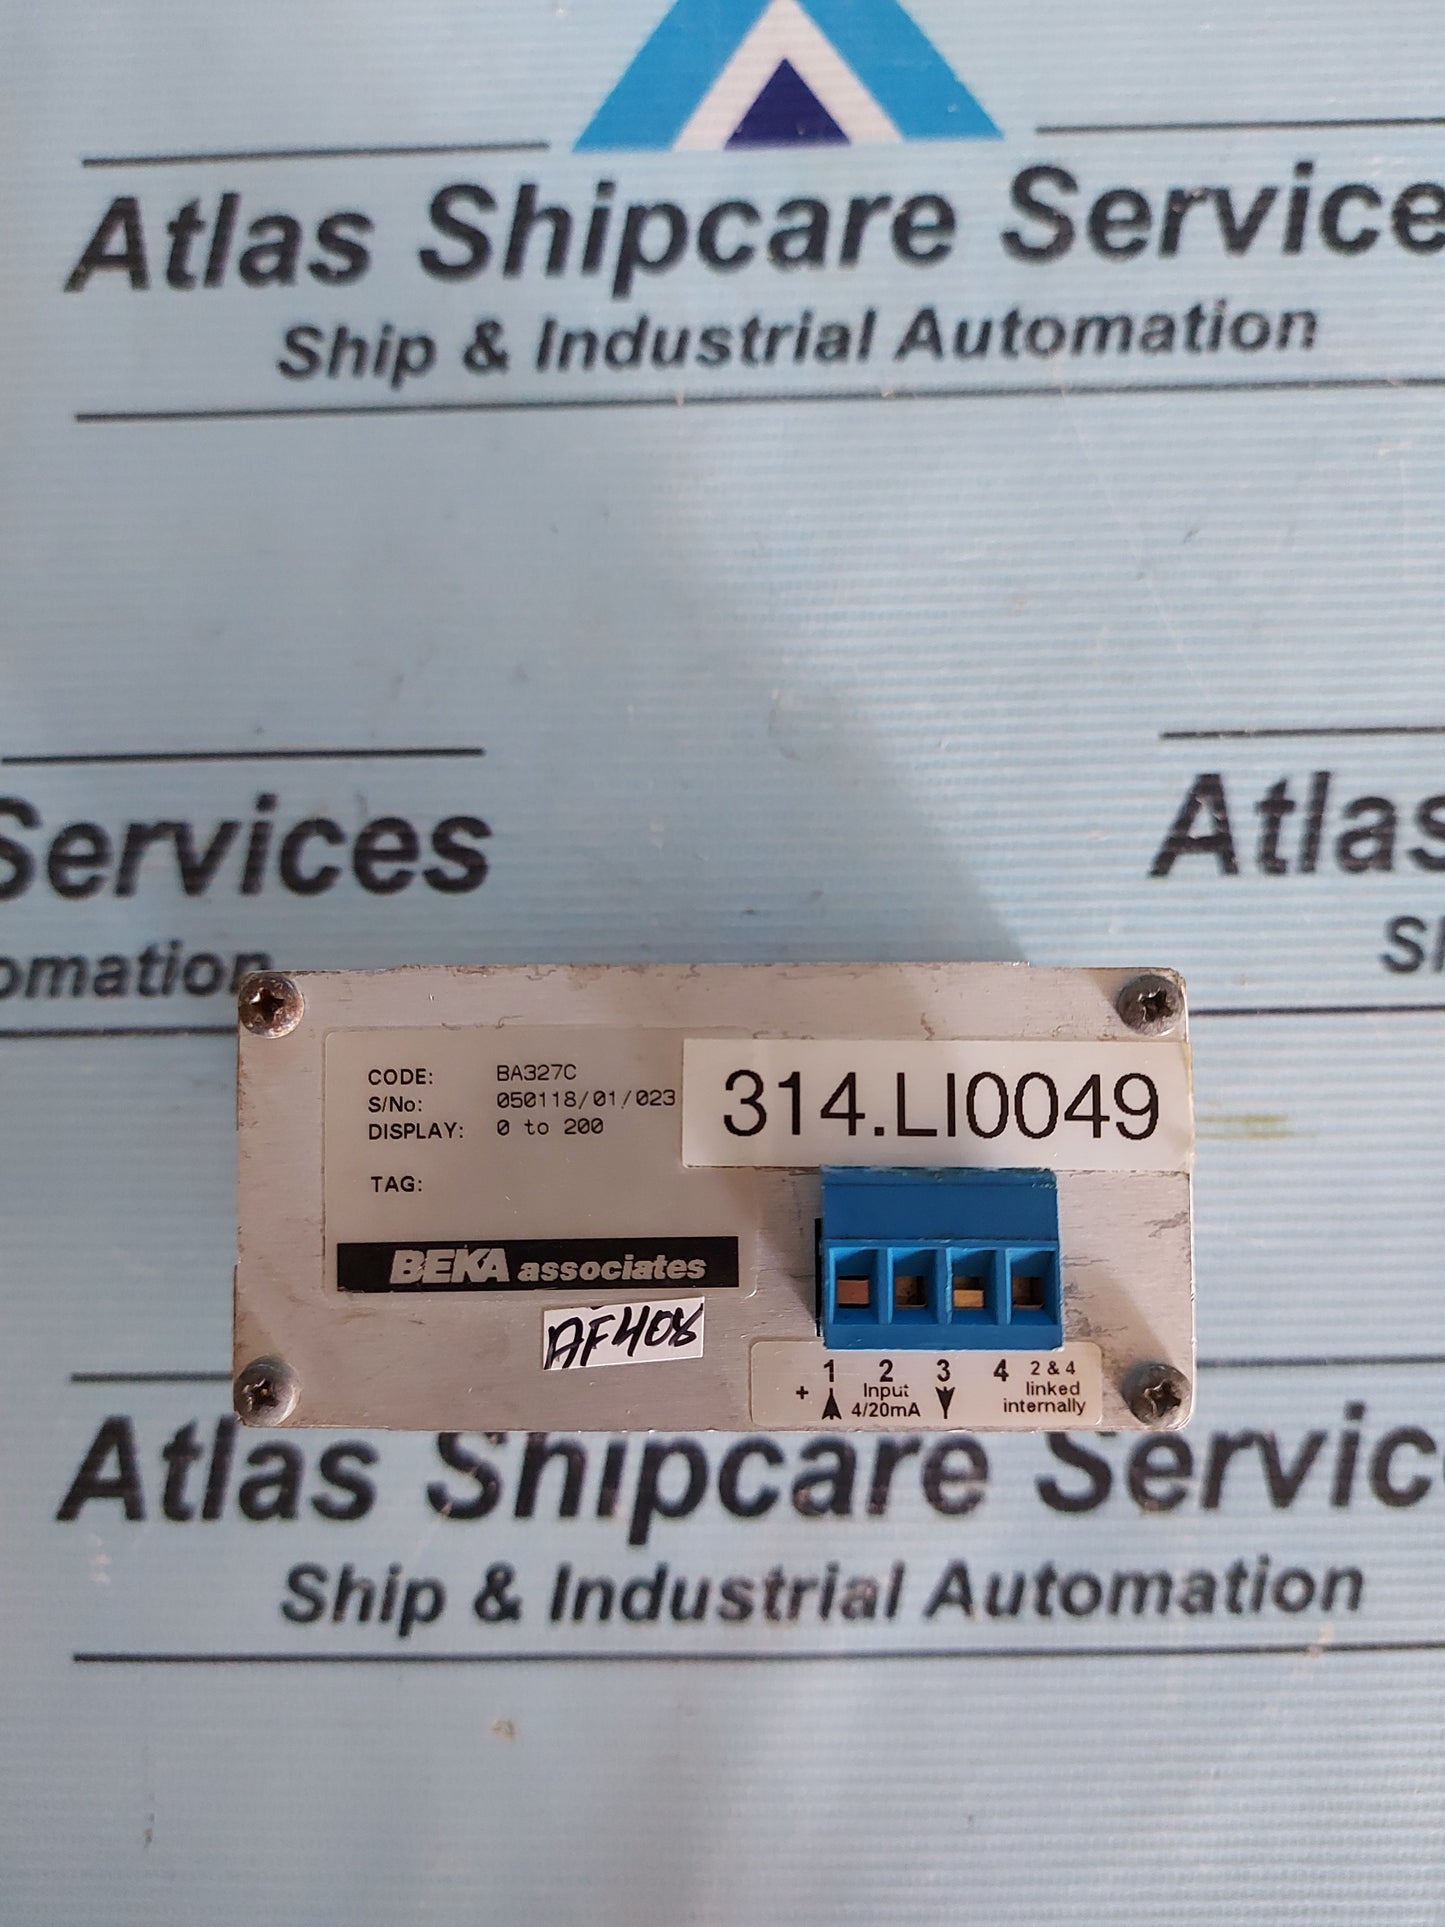 Atlas Shipcare Service
Ship & Industrial Automation
Services
omation
Atlas
CODE: BA327C
S/No: 050118/01/023
DISPLAY: 0 to 200
TAG:
314.LI0049
BEKA associates
AF408
+ 1 2 3 4 2 & 4
Input linked
4/20mA internally
Atlas Shipcare Servic
Ship & Industrial Automation